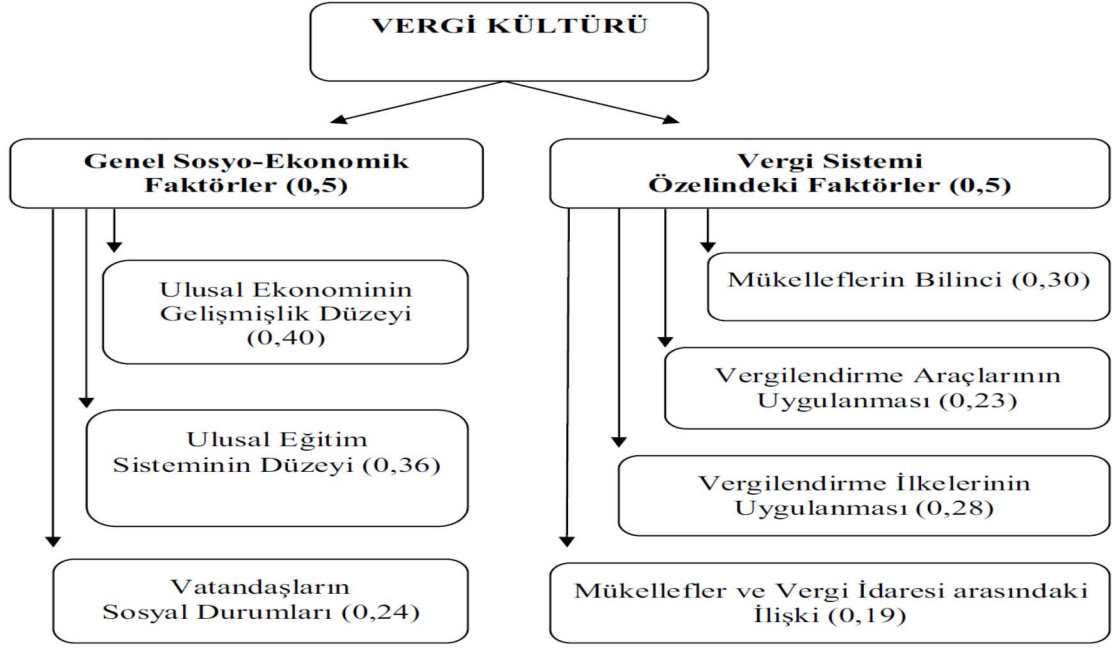 VERGİ KÜLTÜRÜ
Genel Sosyo-Ekonomik
Faktörler (0,5)
Ulusal Ekonominin
Gelişmişlik Düzeyi
(0,40)
Ulusal Eğitim
Sisteminin Düzeyi (0,36)
Vatandaşların
Sosyal Durumları (0,24)
Vergi Sistemi
Özelindeki Faktörler (0,5)
Mükelleflerin Bilinci (0,30)
Vergilendirme Araçlarının
Uygulanması (0,23)
Vergilendirme İlkelerinin
Uygulanması (0,28)
Mükellefler ve Vergi İdaresi arasındaki
İlişki (0,19)